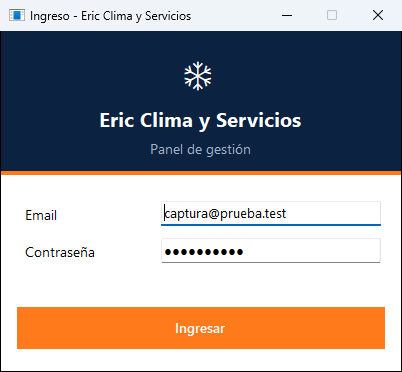 Ingreso - Eric Clima y Servicios
Eric Clima y Servicios
Panel de gestión
Email captura@prueba.test
Contraseña ●●●●●●●●●●
Ingresar